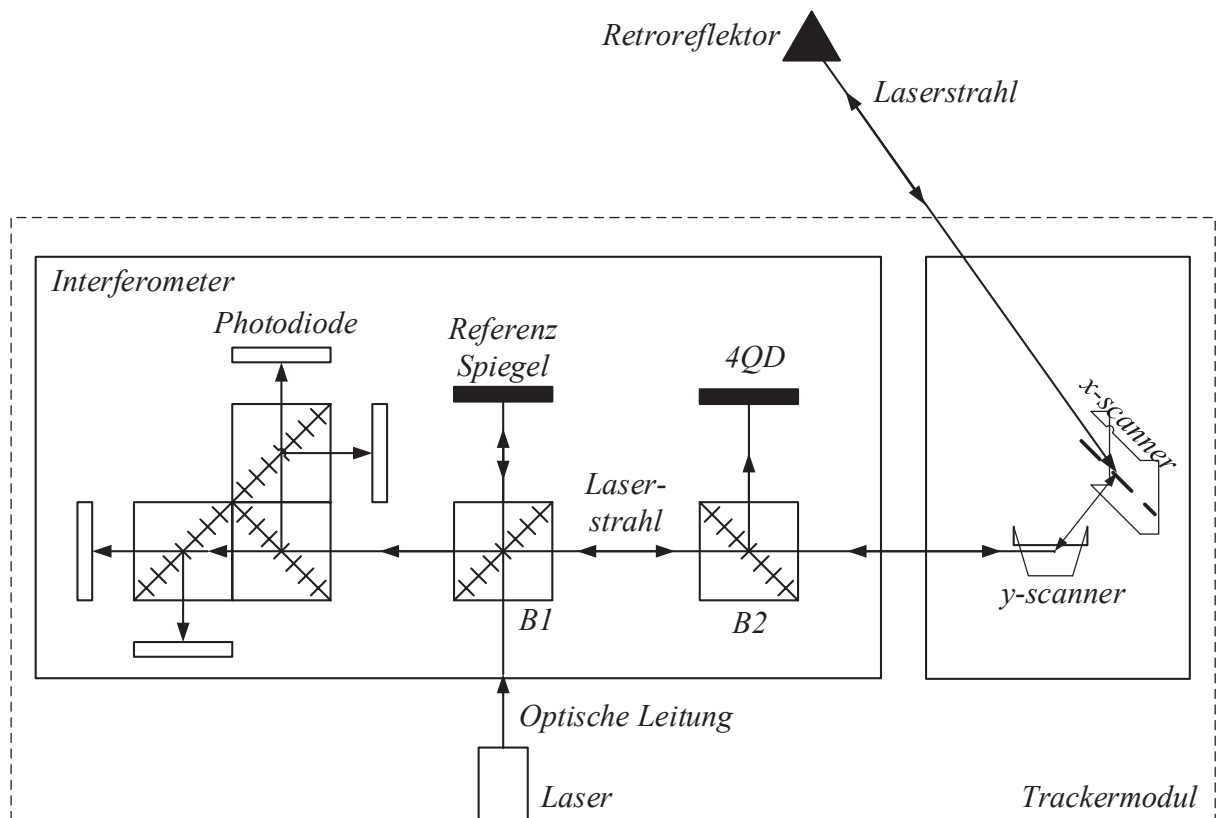 Retroreflektor
Laserstrahl
Interferometer
Photodiode
Referenz
Spiegel
4QD
x-scanner
Laser-
strahl
B1
B2
y-scanner
Optische Leitung
Laser
Trackermodul